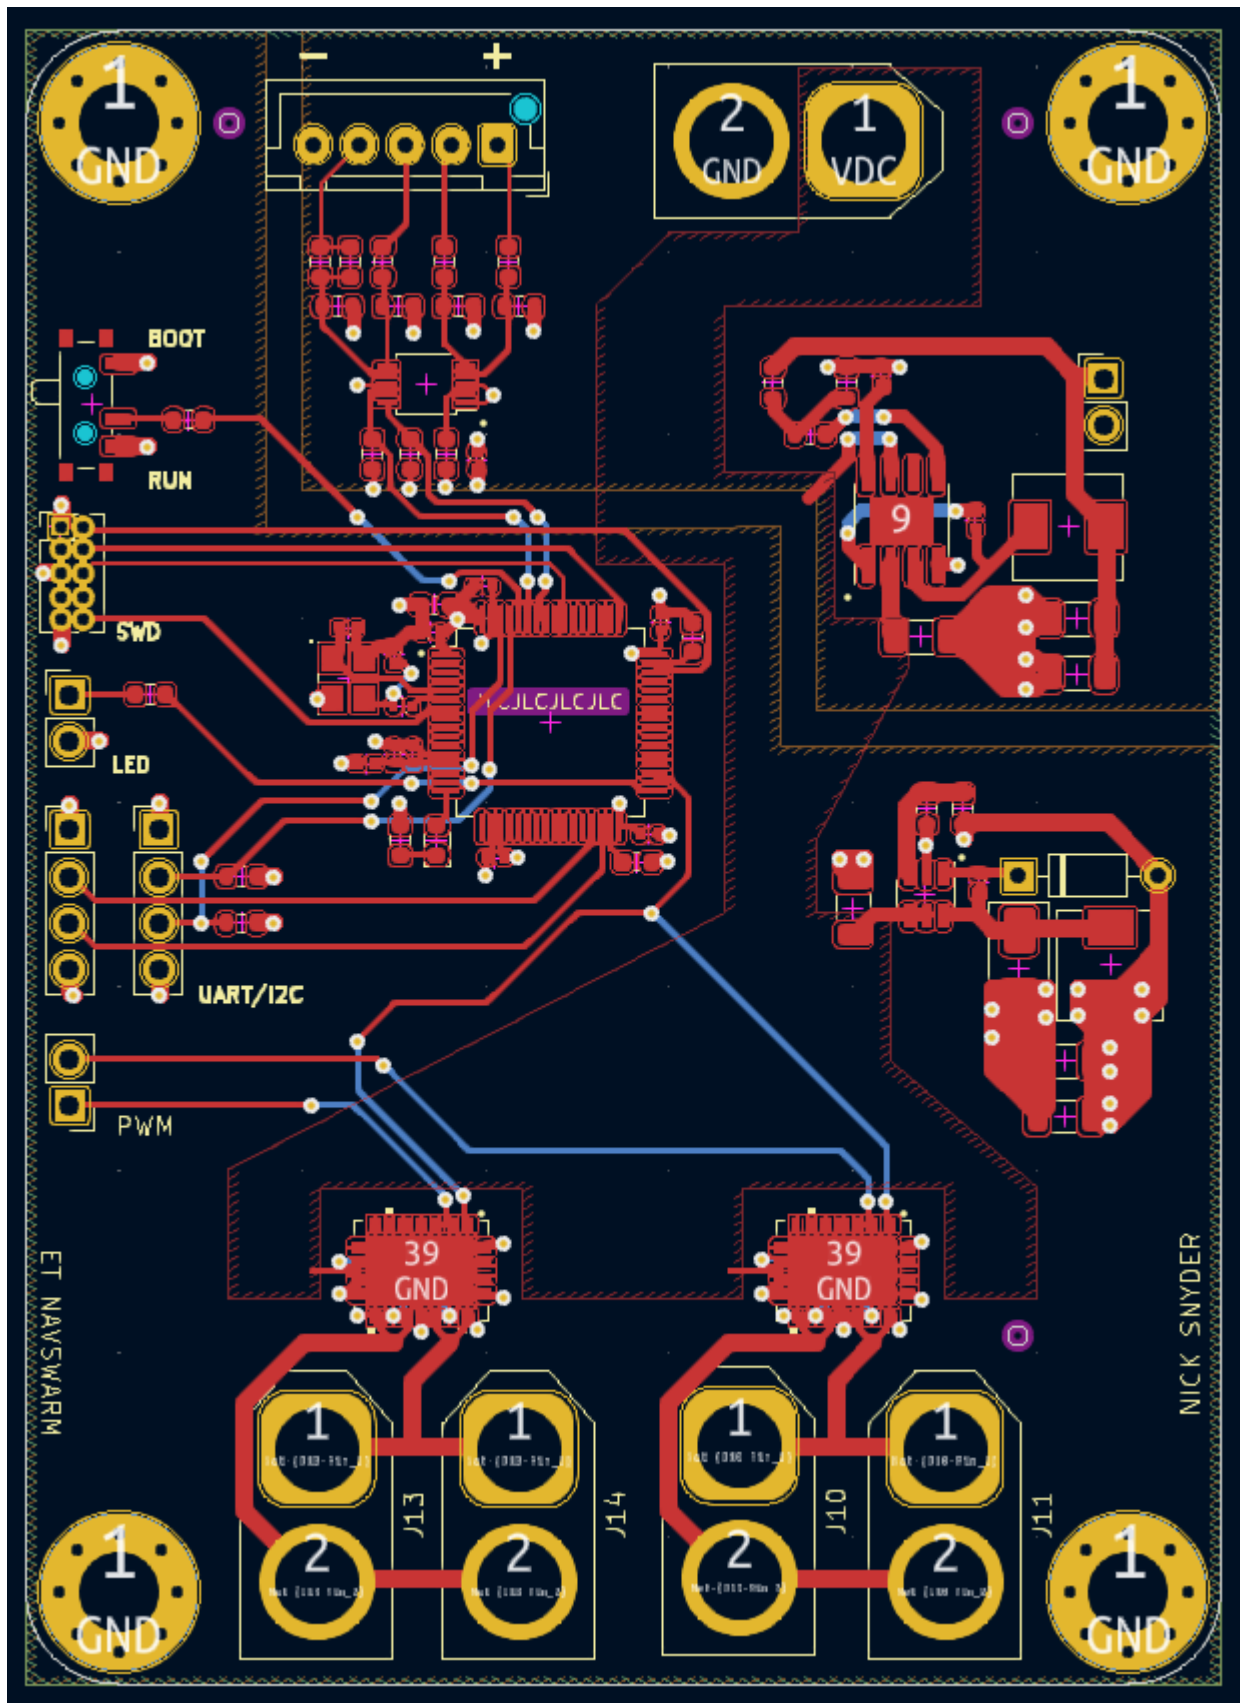 1
GND
− +
2
GND
1
VDC
1
GND
BOOT
RUN
9
SWD
JLCJLCJLCJLC
LED
UART/I2C
PWM
39
GND
39
GND
ET NAVSWARM
NICK SNYDER
1
1
1
1
J13
J14
J10
J11
2
2
2
2
1
GND
1
GND